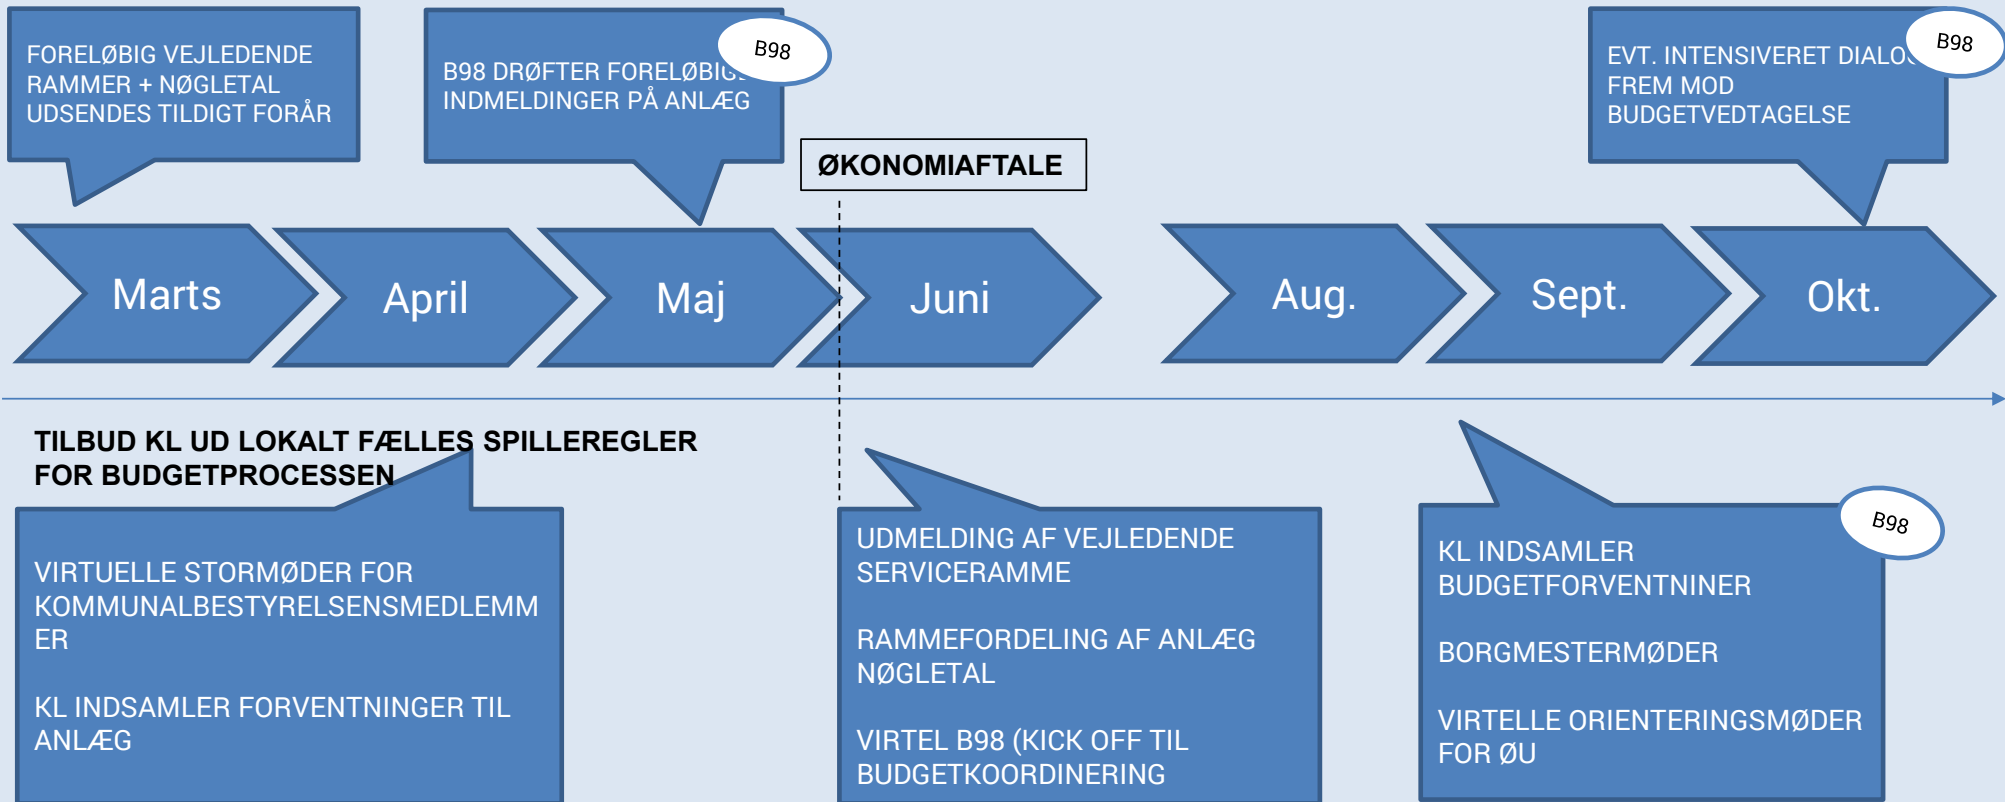 FORELØBIG VEJLEDENDE
RAMMER + NØGLETAL
UDSENDES TILDIGT FORÅR
B98
B98 DRØFTER FORELØBIG
INDMELDINGER PÅ ANLÆG
B98
EVT. INTENSIVERET DIALOG
FREM MOD
BUDGETVEDTAGELSE
ØKONOMIAFTALE
Marts
April
Maj
Juni
Aug.
Sept.
Okt.
TILBUD KL UD LOKALT FÆLLES SPILLEREGLER
FOR BUDGETPROCESSEN
VIRTUELLE STORMØDER FOR
KOMMUNALBESTYRELSENSMEDLEMM
ER
KL INDSAMLER FORVENTNINGER TIL
ANLÆG
UDMELDING AF VEJLEDENDE
SERVICERAMME
RAMMEFORDELING AF ANLÆG
NØGLETAL
VIRTEL B98 (KICK OFF TIL
BUDGETKOORDINERING
B98
KL INDSAMLER
BUDGETFORVENTNINER
BORGMESTERMØDER
VIRTELLE ORIENTERINGSMØDER
FOR ØU